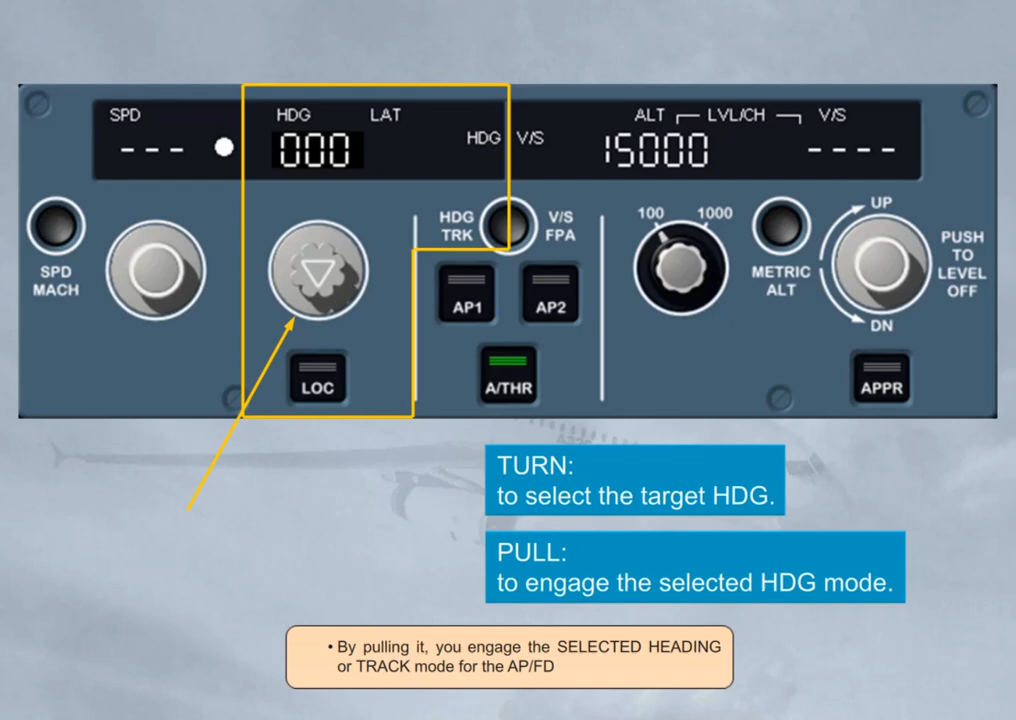 SPD HDG LAT ALT LVL/CH V/S
HDG V/S
--- 000 15000 ----
HDG V/S
TRK FPA
100 1000
UP
SPD
MACH
METRIC
ALT
PUSH
TO
LEVEL
OFF
AP1 AP2
DN
LOC A/THR APPR
TURN:
to select the target HDG.
PULL:
to engage the selected HDG mode.
• By pulling it, you engage the SELECTED HEADING
or TRACK mode for the AP/FD